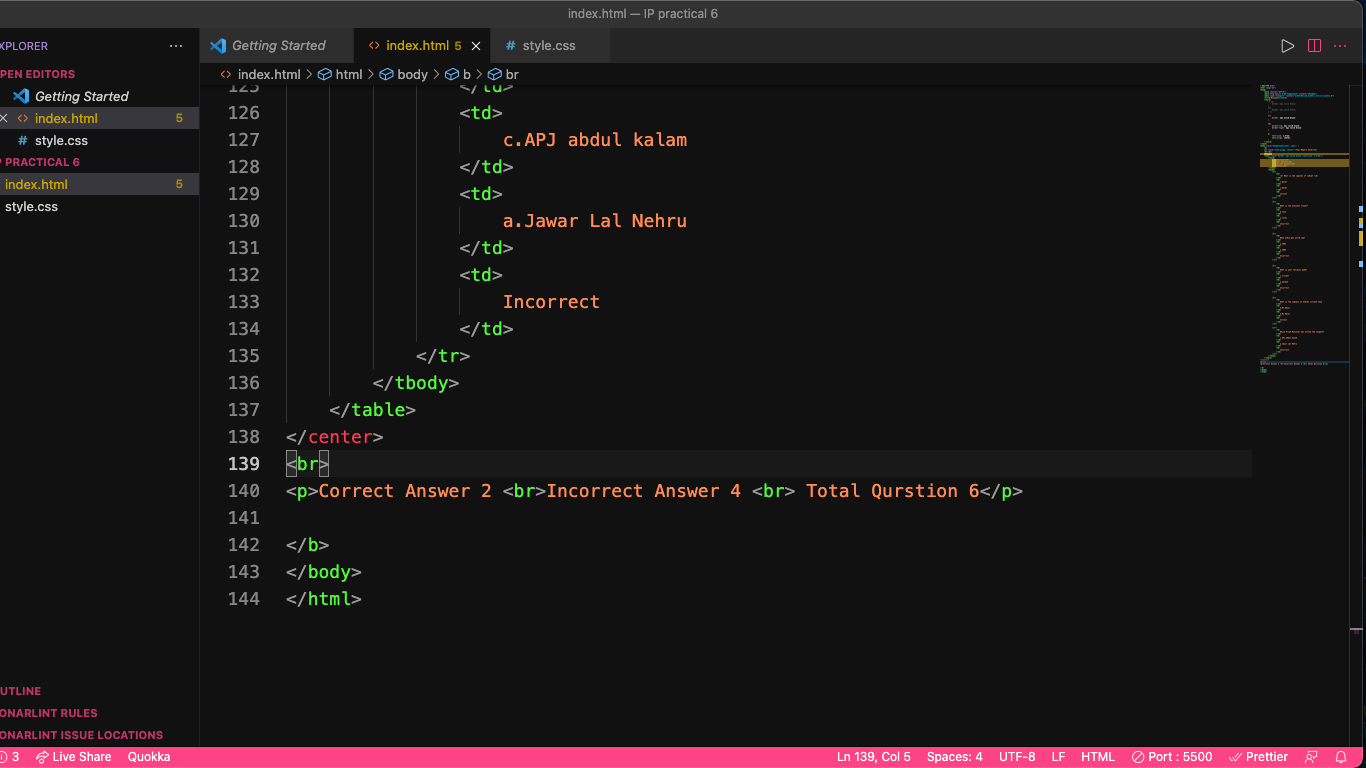 index.html — IP practical 6
XPLORER ···
Getting Started
index.html 5 ×
# style.css
index.html > html > body > b > br
PEN EDITORS
Getting Started
× index.html 5
# style.css
P PRACTICAL 6
index.html 5
style.css
UTLINE
ONARLINT RULES
ONARLINT ISSUE LOCATIONS
125 </td>
126 <td>
127 c.APJ abdul kalam
128 </td>
129 <td>
130 a.Jawar Lal Nehru
131 </td>
132 <td>
133 Incorrect
134 </td>
135 </tr>
136 </tbody>
137 </table>
138 </center>
139 <br>
140 <p>Correct Answer 2 <br>Incorrect Answer 4 <br> Total Qurstion 6</p>
141
142 </b>
143 </body>
144 </html>
3 Live Share Quokka Ln 139, Col 5 Spaces: 4 UTF-8 LF HTML Port : 5500 Prettier